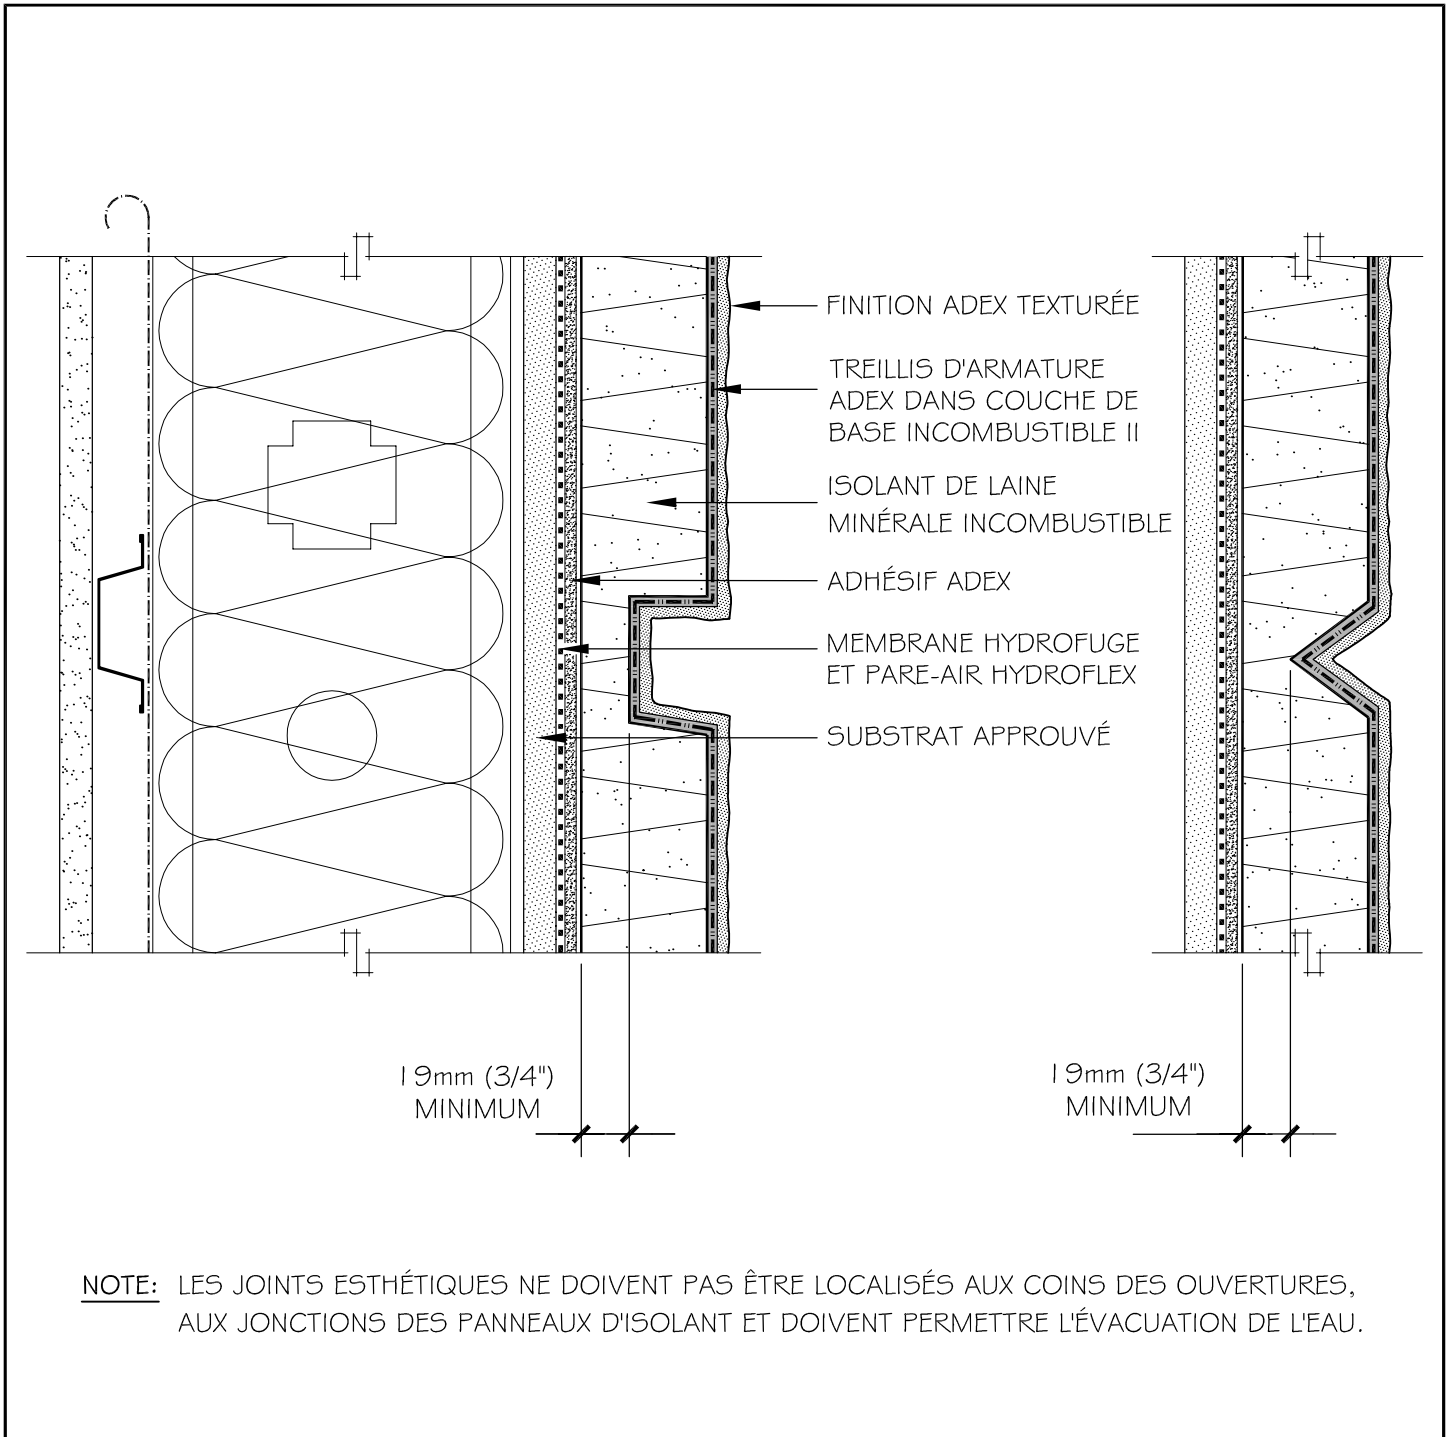 FINITION ADEX TEXTURÉE
TREILLIS D'ARMATURE
ADEX DANS COUCHE DE
BASE INCOMBUSTIBLE II
ISOLANT DE LAINE
MINÉRALE INCOMBUSTIBLE
ADHÉSIF ADEX
MEMBRANE HYDROFUGE
ET PARE-AIR HYDROFLEX
SUBSTRAT APPROUVÉ
19mm (3/4")
MINIMUM
19mm (3/4")
MINIMUM
NOTE: LES JOINTS ESTHÉTIQUES NE DOIVENT PAS ÊTRE LOCALISÉS AUX COINS DES OUVERTURES,
AUX JONCTIONS DES PANNEAUX D'ISOLANT ET DOIVENT PERMETTRE L'ÉVACUATION DE L'EAU.